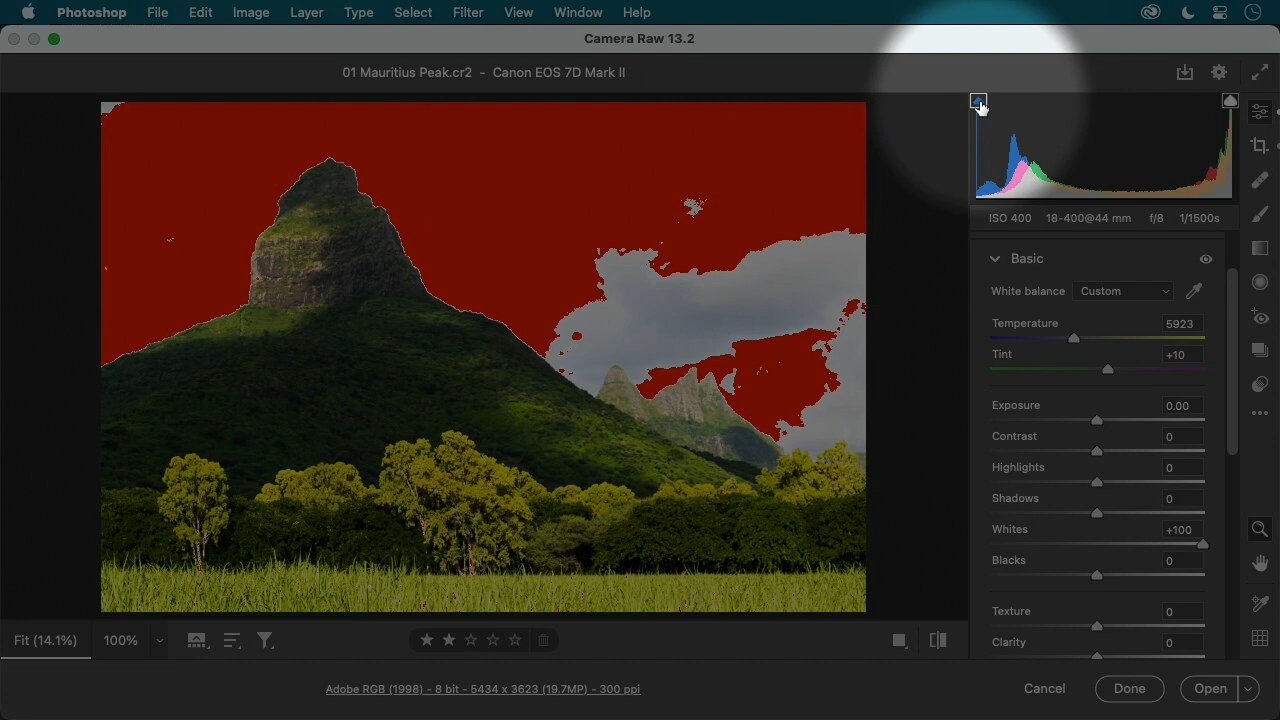 Photoshop File Edit Image Layer Type Select Filter View Window Help
Camera Raw 13.2
01 Mauritius Peak.cr2 - Canon EOS 7D Mark II
ISO 400 18-400@44 mm f/8 1/1500s
Basic
White balance Custom
Temperature 5923
Tint +10
Exposure 0.00
Contrast 0
Highlights 0
Shadows 0
Whites +100
Blacks 0
Texture 0
Clarity 0
Fit (14.1%) 100%
Adobe RGB (1998) - 8 bit - 5434 x 3623 (19.7MP) - 300 ppi
Cancel Done Open